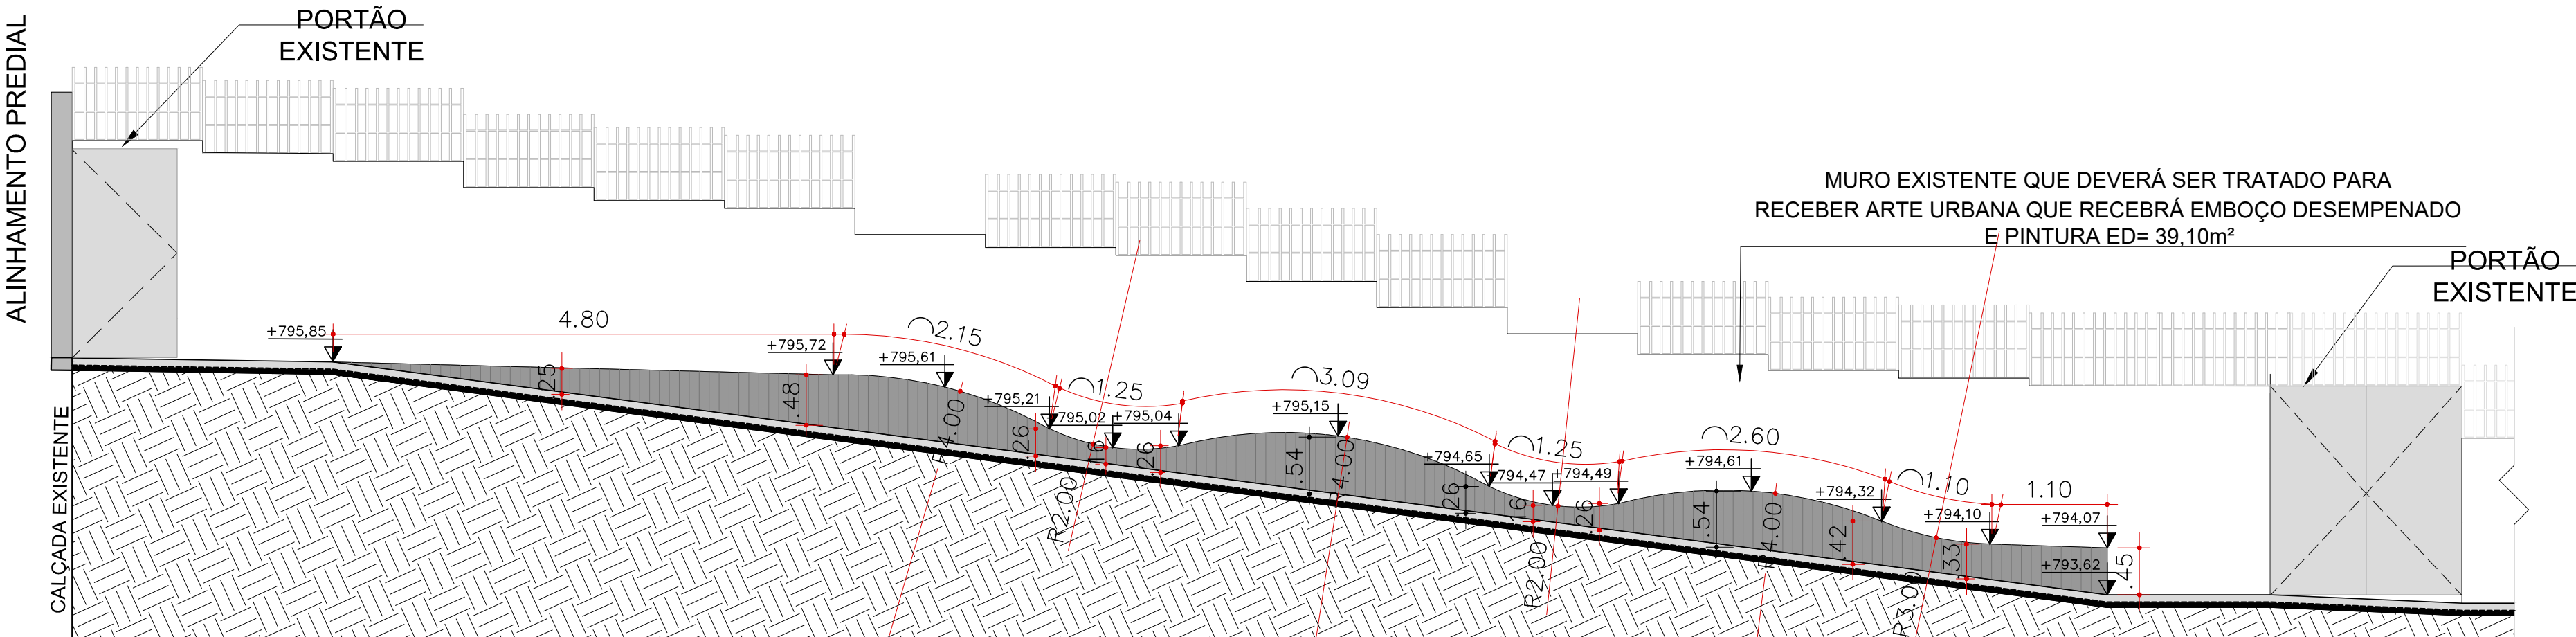 ALINHAMENTO PREDIAL
PORTÃO
EXISTENTE
MURO EXISTENTE QUE DEVERÁ SER TRATADO PARA
RECEBER ARTE URBANA QUE RECEBRÁ EMBOÇO DESEMPENADO
E PINTURA ED= 39,10m²
PORTÃO
EXISTENTE
CALÇADA EXISTENTE
+795,85
4.80
+795,72
2.15
+795,61
+795,21
1.25
795,02
+795,04
3.09
+795,15
+794,65
1.25
794,47
+794,49
2.60
+794,61
+794,32
1.10
+794,10
1.10
+794,07
+793,62
25
.48
R4.00
26
16
26
R2.00
.54
R4.00
26
16
26
R2.00
.54
R4.00
.42
.33
R3.00
.45